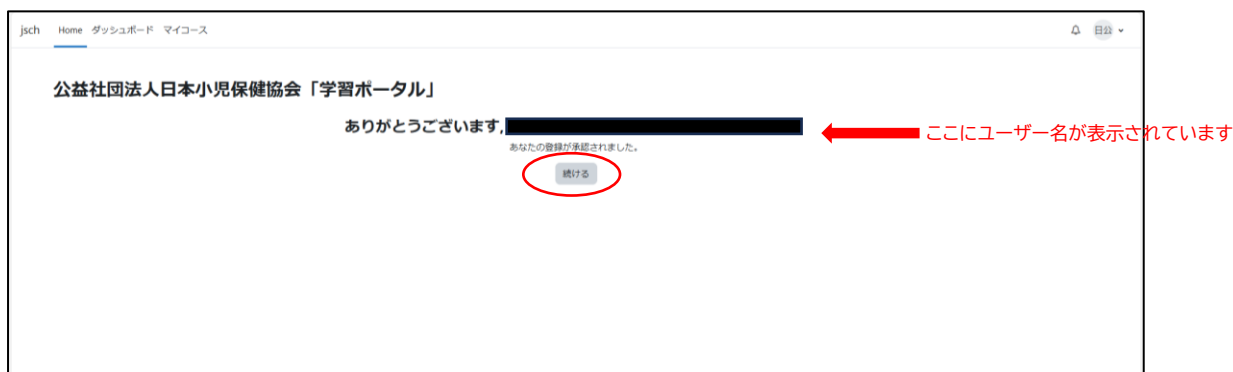 jsch Home ダッシュボード マイコース 日公
公益社団法人日本小児保健協会「学習ポータル」
ありがとうございます,
ここにユーザー名が表示されています
あなたの登録が承認されました。
続ける